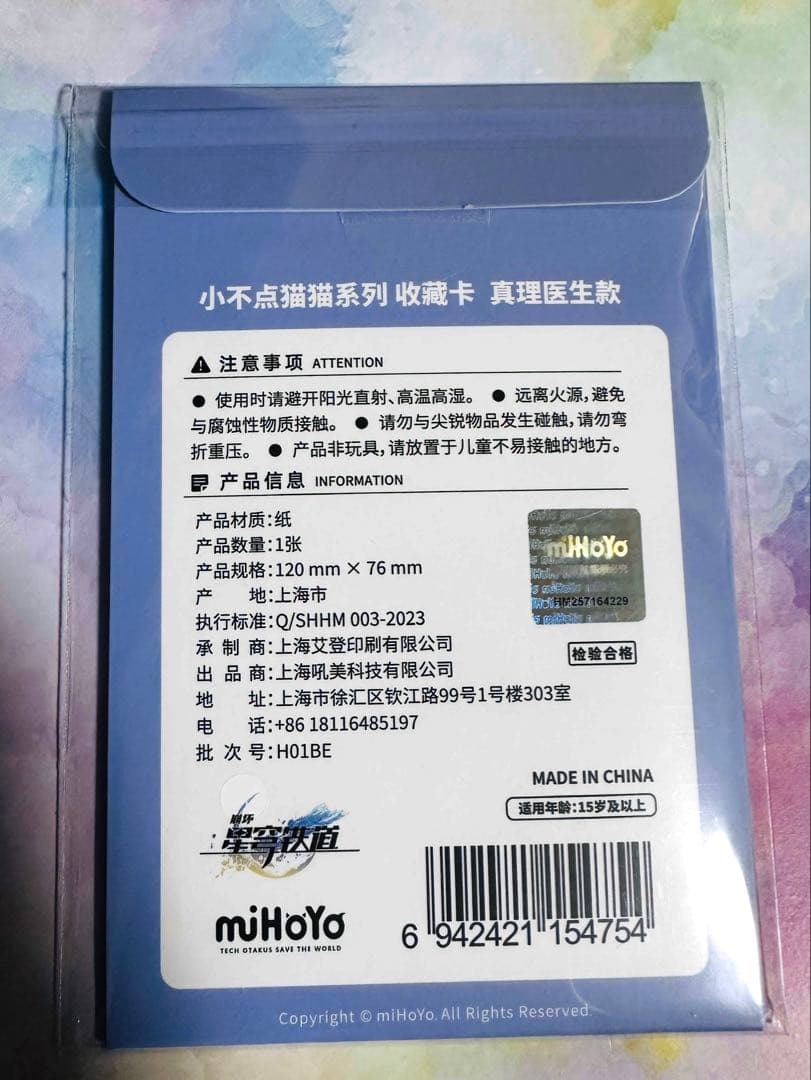 小不点猫猫系列 收藏卡 真理医生款
注意事项 ATTENTION
● 使用时请避开阳光直射、高温高湿。 ● 远离火源，避免
与腐蚀性物质接触。 ● 请勿与尖锐物品发生碰触，请勿弯
折重压。 ● 产品非玩具，请放置于儿童不易接触的地方。
产品信息 INFORMATION
产品材质：纸
产品数量：1张
产品规格：120 mm × 76 mm
产 地：上海市
执行标准：Q/SHHM 003-2023
承 制 商：上海艾登印刷有限公司
出 品 商：上海吼美科技有限公司
地 址：上海市徐汇区钦江路99号1号楼303室
电 话：+86 18116485197
批 次 号：H01BE
miHoYo
HM257164229
检验合格
MADE IN CHINA
适用年龄：15岁及以上
崩坏
星穹铁道
miHoYo
TECH OTAKUS SAVE THE WORLD
6 942421 154754
Copyright © miHoYo. All Rights Reserved.